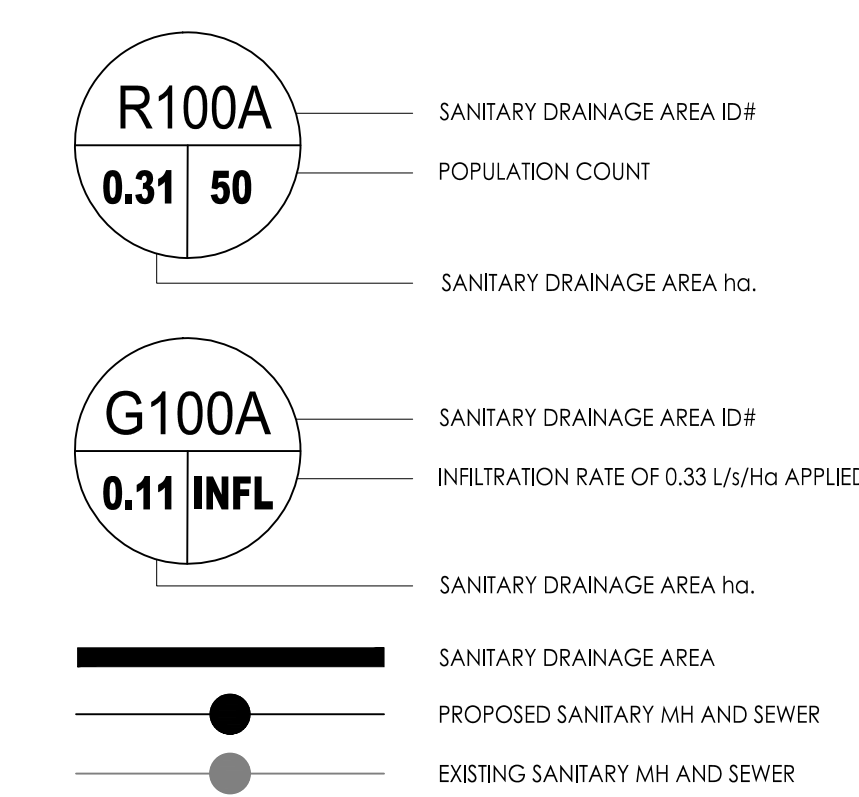 R100A
SANITARY DRAINAGE AREA ID#
0.31 50
POPULATION COUNT
SANITARY DRAINAGE AREA ha.
G100A
SANITARY DRAINAGE AREA ID#
0.11 INFL
INFILTRATION RATE OF 0.33 L/s/Ha APPLIED
SANITARY DRAINAGE AREA ha.
SANITARY DRAINAGE AREA
PROPOSED SANITARY MH AND SEWER
EXISTING SANITARY MH AND SEWER